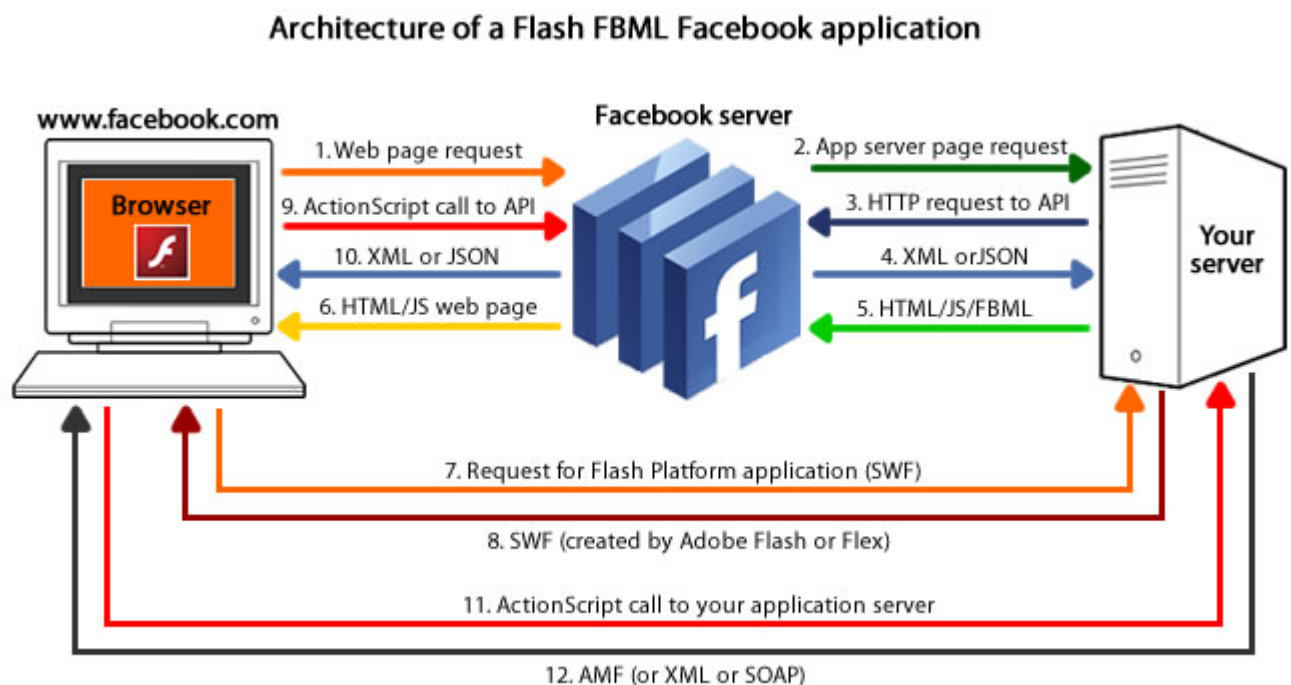 Architecture of a Flash FBML Facebook application
www.facebook.com
Facebook server
1.Web page request
2. App server page request
Browser
9. ActionScript call to API
3. HTTP request to API
Your
server
10. XML or JSON
4. XML orJSON
6. HTML/JS web page
5. HTML/JS/FBML
f
7. Request for Flash Platform application (SWF)
8. SWF (created by Adobe Flash or Flex)
11. ActionScript call to your application server
12. AMF (or XML or SOAP)